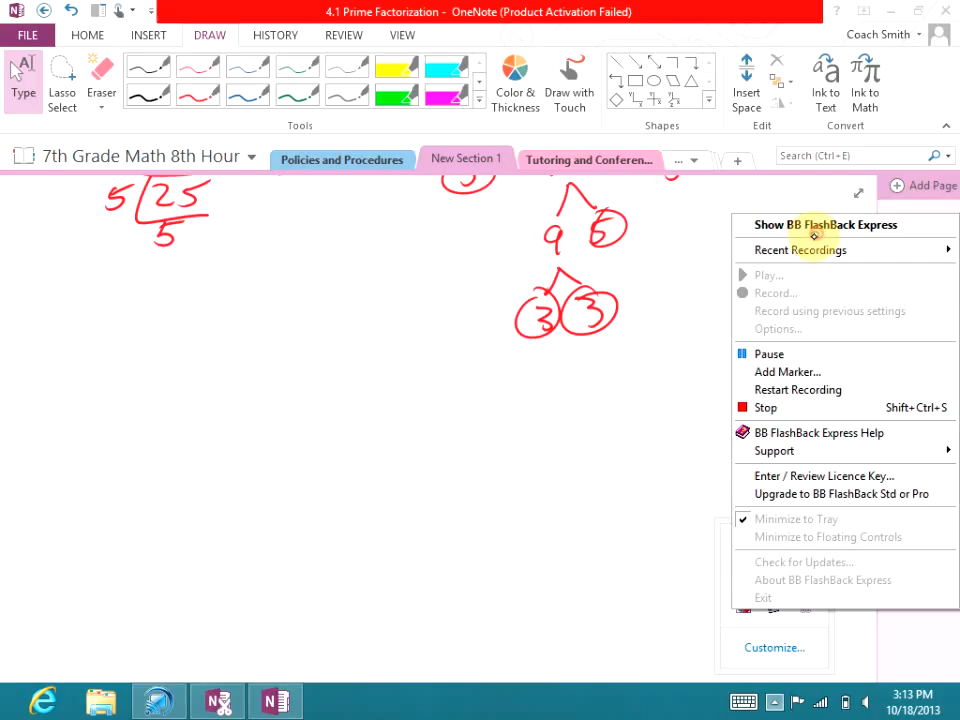 4.1 Prime Factorization - OneNote (Product Activation Failed)
FILE HOME INSERT DRAW HISTORY REVIEW VIEW Coach Smith
Type
Lasso Select
Eraser
Color & Thickness
Draw with Touch
Insert Space
Ink to Text
Ink to Math
Tools Shapes Edit Convert
7th Grade Math 8th Hour Policies and Procedures New Section 1 Tutoring and Conferen... ... + Search (Ctrl+E)
Add Page
5 25
5
9 5
3 3
Show BB FlashBack Express
Recent Recordings
Play...
Record...
Record using previous settings
Options...
Pause
Add Marker...
Restart Recording
Stop Shift+Ctrl+S
BB FlashBack Express Help
Support
Enter / Review Licence Key...
Upgrade to BB FlashBack Std or Pro
Minimize to Tray
Minimize to Floating Controls
Check for Updates...
About BB FlashBack Express
Exit
Customize...
3:13 PM
10/18/2013